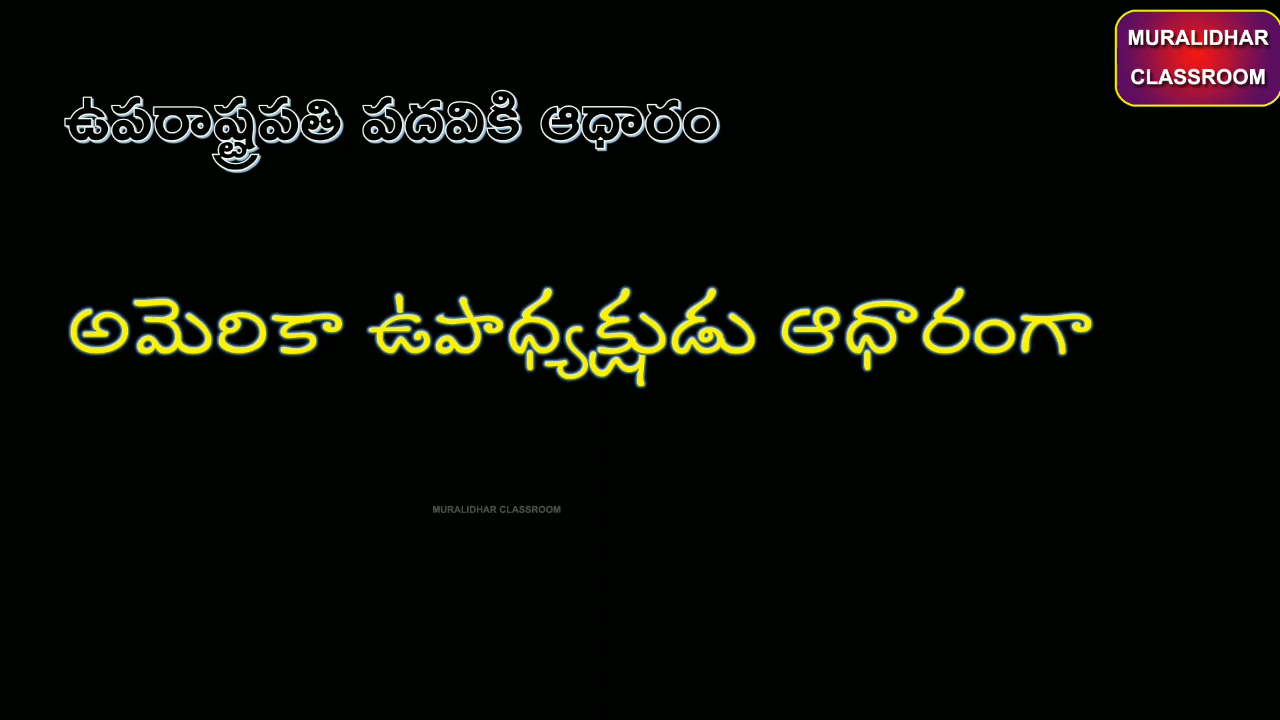 MURALIDHAR
CLASSROOM
ఉపరాష్ట్రపతి పదవికి ఆధారం
అమెరికా ఉపాధ్యక్షుడు ఆధారంగా
MURALIDHAR CLASSROOM